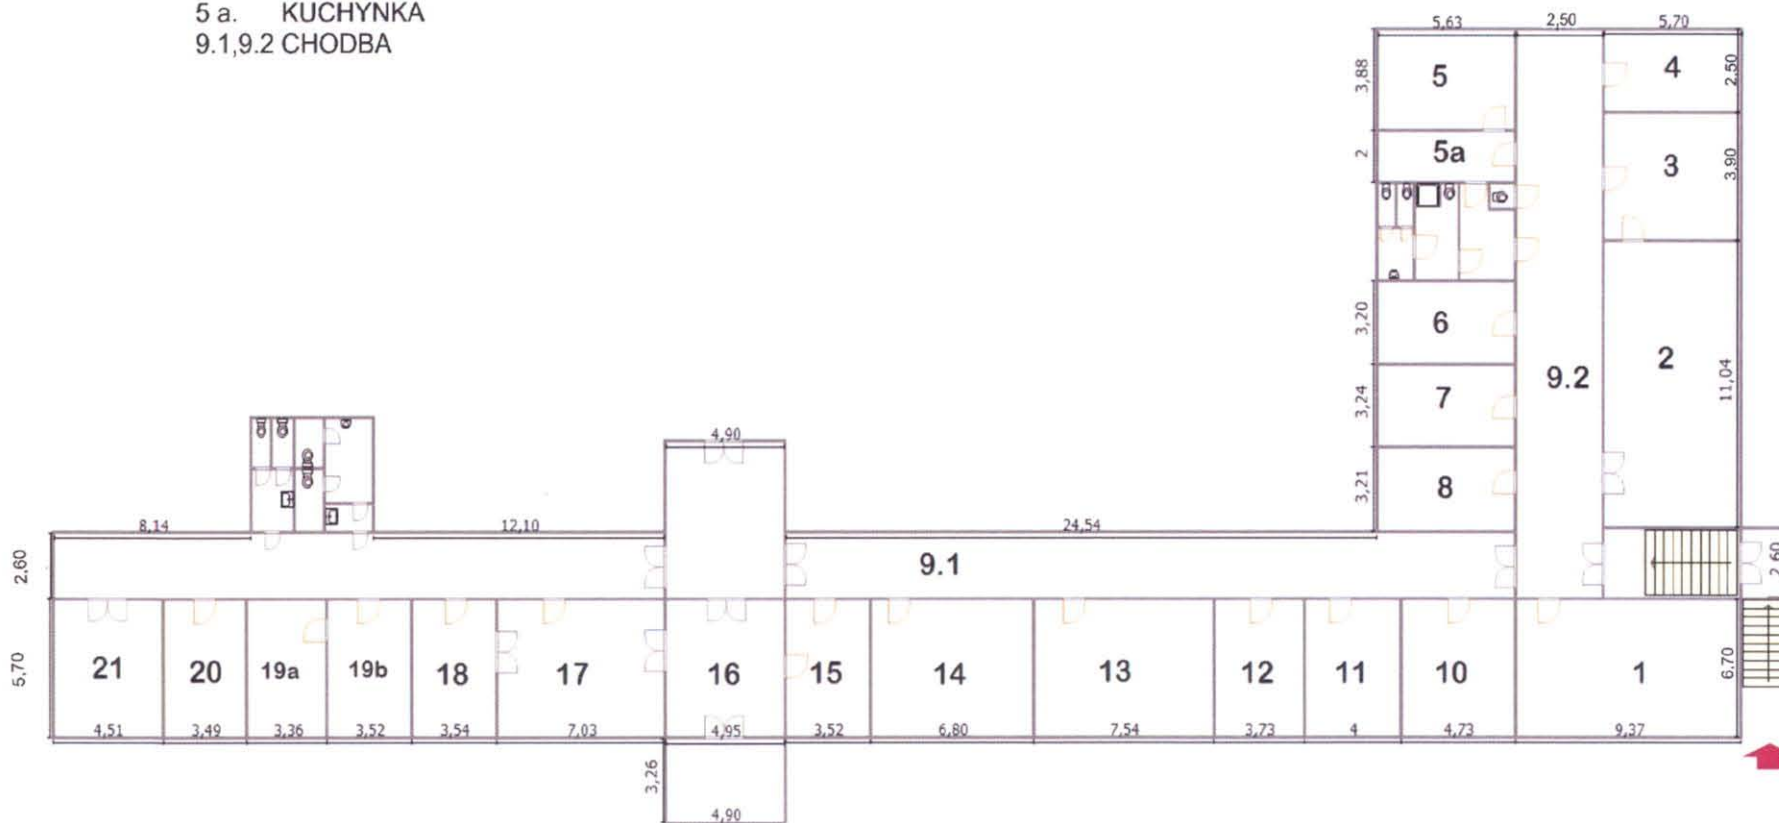 5 a. KUCHYNKA
9.1,9.2 CHODBA
5,63 2,50 5,70
3,88 5 4 2,50
2 5a 3 3,90
3,20 6
9.2 2 11,04
3,24 7
3,21 8
4,90
8,14 12,10 24,54
2,60 9.1 2,60
5,70 21 20 19a 19b 18 17 16 15 14 13 12 11 10 1 6,70
4,51 3,49 3,36 3,52 3,54 7,03 4,95 3,52 6,80 7,54 3,73 4 4,73 9,37
3,26
4,90